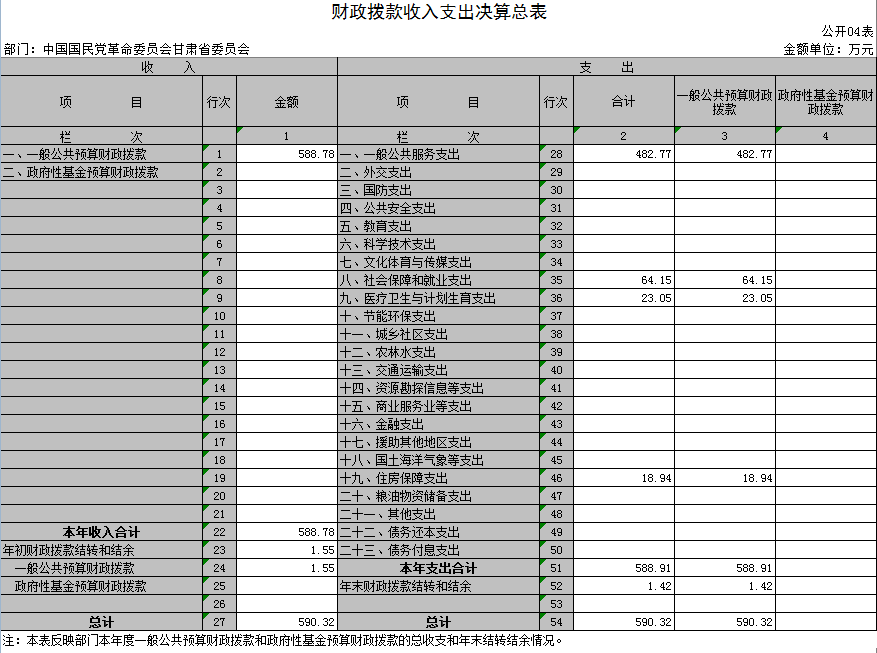 财政拨款收入支出决算总表
公开04表
部门：中国国民党革命委员会甘肃省委员会 金额单位：万元
收 入 支 出
项 目 行次 金额 项 目 行次 合计 一般公共预算财政拨款 政府性基金预算财政拨款
栏 次 1 栏 次 2 3 4
一、一般公共预算财政拨款 1 588.78 一、一般公共服务支出 28 482.77 482.77
二、政府性基金预算财政拨款 2 二、外交支出 29
3 三、国防支出 30
4 四、公共安全支出 31
5 五、教育支出 32
6 六、科学技术支出 33
7 七、文化体育与传媒支出 34
8 八、社会保障和就业支出 35 64.15 64.15
9 九、医疗卫生与计划生育支出 36 23.05 23.05
10 十、节能环保支出 37
11 十一、城乡社区支出 38
12 十二、农林水支出 39
13 十三、交通运输支出 40
14 十四、资源勘探信息等支出 41
15 十五、商业服务业等支出 42
16 十六、金融支出 43
17 十七、援助其他地区支出 44
18 十八、国土海洋气象等支出 45
19 十九、住房保障支出 46 18.94 18.94
20 二十、粮油物资储备支出 47
21 二十一、其他支出 48
本年收入合计 22 588.78 二十二、债务还本支出 49
年初财政拨款结转和结余 23 1.55 二十三、债务付息支出 50
一般公共预算财政拨款 24 1.55 本年支出合计 51 588.91 588.91
政府性基金预算财政拨款 25 年末财政拨款结转和结余 52 1.42 1.42
26 53
总计 27 590.32 总计 54 590.32 590.32
注：本表反映部门本年度一般公共预算财政拨款和政府性基金预算财政拨款的总收支和年末结转结余情况。